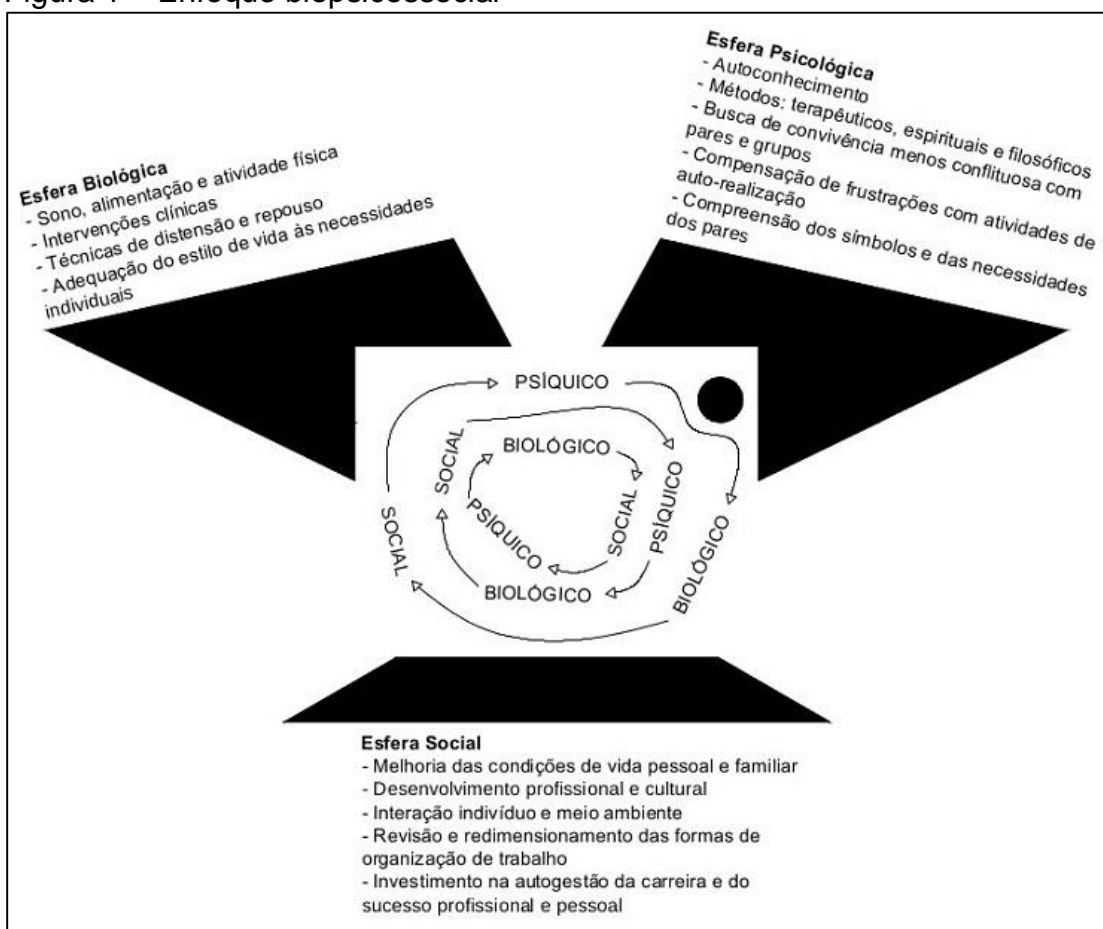 Figura 1 – Enfoque biopsicossocial
Esfera Biológica
- Sono, alimentação e atividade física
- Intervenções clínicas
- Técnicas de distensão e repouso
- Adequação do estilo de vida às necessidades
individuais
Esfera Psicológica
- Autoconhecimento
- Métodos: terapêuticos, espirituais e filosóficos
- Busca de convivência menos conflituosa com
pares e grupos
- Compensação de frustrações com atividades de
auto-realização
- Compreensão dos símbolos e das necessidades
dos pares
PSÍQUICO
BIOLÓGICO
SOCIAL
SOCIAL
PSÍQUICO
BIOLÓGICO
BIOLÓGICO
SOCIAL
PSÍQUICO
Esfera Social
- Melhoria das condições de vida pessoal e familiar
- Desenvolvimento profissional e cultural
- Interação indivíduo e meio ambiente
- Revisão e redimensionamento das formas de
organização de trabalho
- Investimento na autogestão da carreira e do
sucesso profissional e pessoal